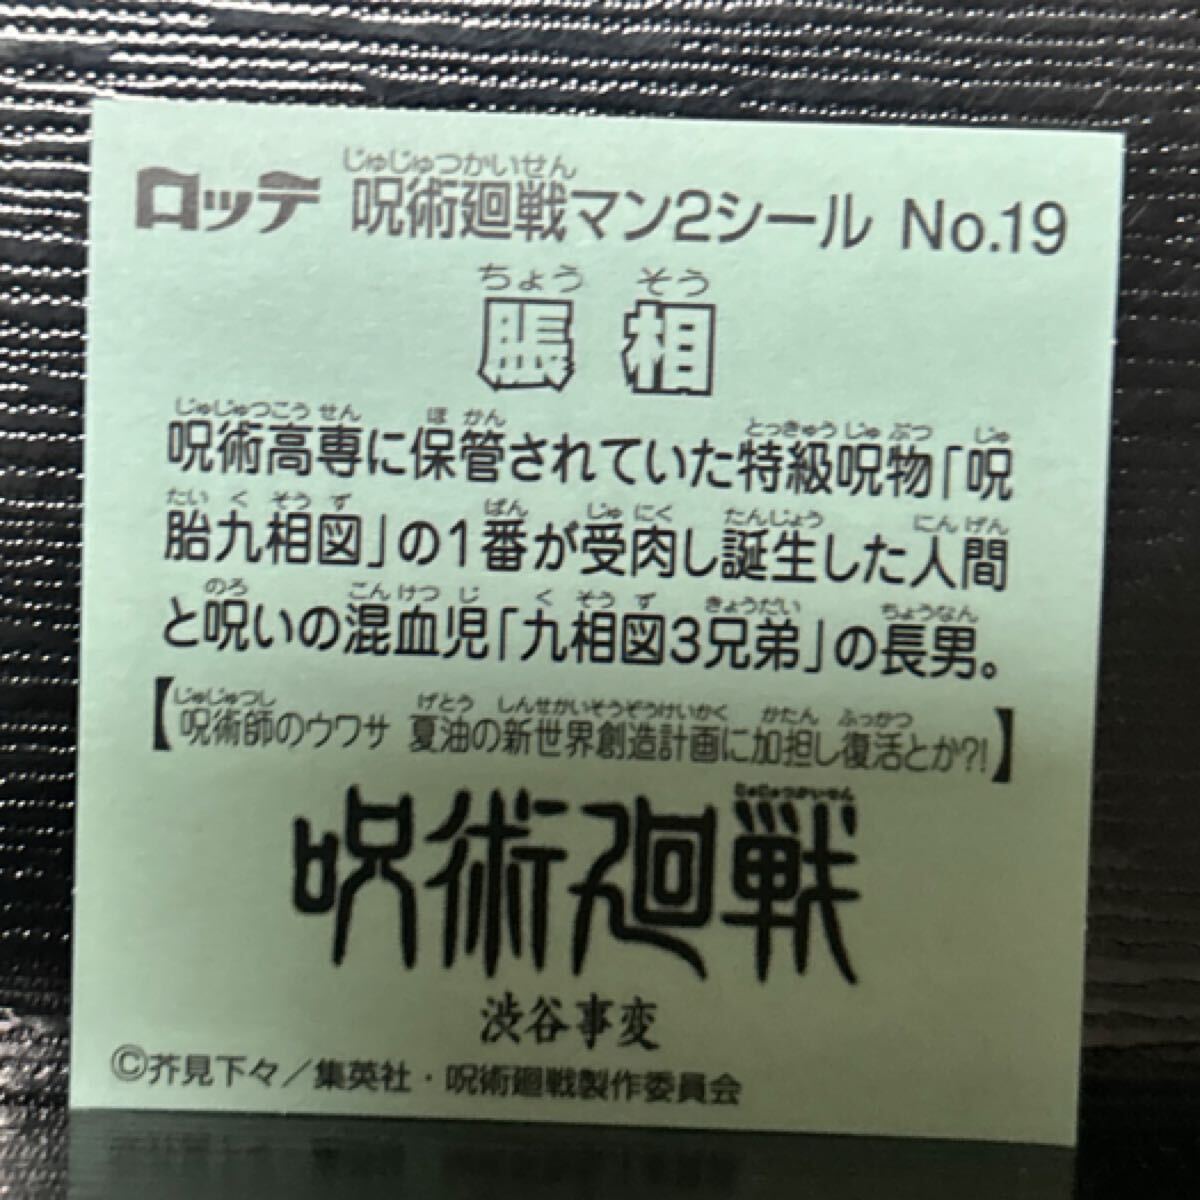 じゅじゅつかいせん
ロッテ 呪術廻戦マン2シール No.19
ちょう そう
脹相
じゅじゅつこうせん ほかん とっきゅうじゅぶつ じゅ
呪術高専に保管されていた特級呪物「呪
たいくそうず ばん じゅにく たんじょう にんげん
胎九相図」の1番が受肉し誕生した人間
のろ こんけつじ くそうず きょうだい ちょうなん
と呪いの混血児「九相図3兄弟」の長男。
じゅじゅつし げとう しんせかいそうぞうけいかく かたん ふっかつ
【呪術師のウワサ 夏油の新世界創造計画に加担し復活とか?!】
じゅじゅつかいせん
呪術廻戦
渋谷事変
©芥見下々/集英社・呪術廻戦製作委員会